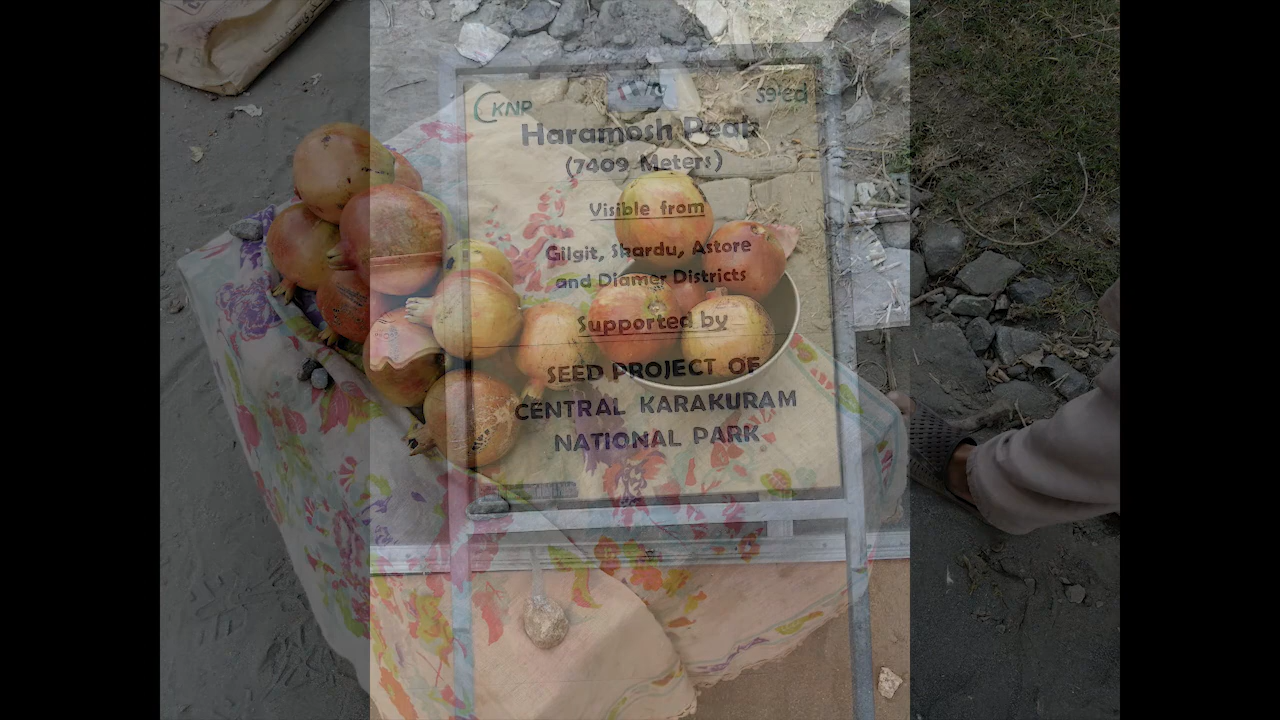 CKNP
Haramosh Peak
(7409 Meters)
Visible from
Gilgit, Skardu, Astore
and Diamer Districts
Supported by
SEED PROJECT OF
CENTRAL KARAKURAM
NATIONAL PARK